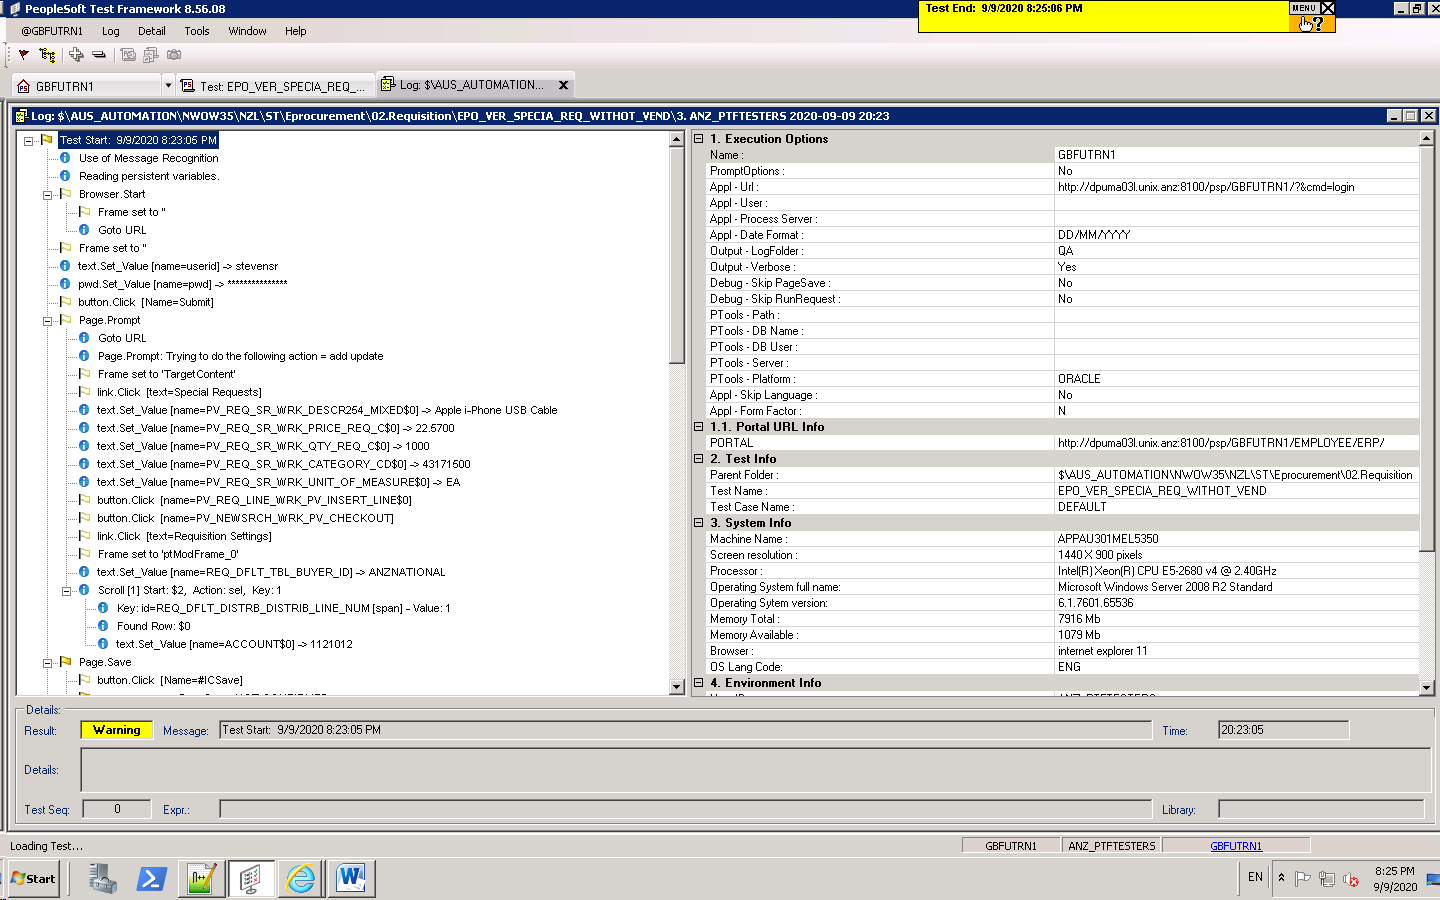 PeopleSoft Test Framework 8.56.08
Test End:  9/9/2020 8:25:06 PM
MENU
@GBFUTRN1 Log Detail Tools Window Help
GBFUTRN1
Test: EPO_VER_SPECIA_REQ_...
Log: $\AUS_AUTOMATION...
Log: $\AUS_AUTOMATION\NWOW35\NZL\ST\Eprocurement\02.Requisition\EPO_VER_SPECIA_REQ_WITHOT_VEND\3. ANZ_PTFTESTERS 2020-09-09 20:23
Test Start:  9/9/2020 8:23:05 PM
Use of Message Recognition
Reading persistent variables.
Browser.Start
Frame set to ''
Goto URL
Frame set to ''
text.Set_Value [name=userid] -> stevensr
pwd.Set_Value [name=pwd] -> **************
button.Click  [Name=Submit]
Page.Prompt
Goto URL
Page.Prompt: Trying to do the following action = add update
Frame set to 'TargetContent'
link.Click  [text=Special Requests]
text.Set_Value [name=PV_REQ_SR_WRK_DESCR254_MIXED$0] -> Apple i-Phone USB Cable
text.Set_Value [name=PV_REQ_SR_WRK_PRICE_REQ_C$0] -> 22.5700
text.Set_Value [name=PV_REQ_SR_WRK_QTY_REQ_C$0] -> 1000
text.Set_Value [name=PV_REQ_SR_WRK_CATEGORY_CD$0] -> 43171500
text.Set_Value [name=PV_REQ_SR_WRK_UNIT_OF_MEASURE$0] -> EA
button.Click  [name=PV_REQ_LINE_WRK_PV_INSERT_LINE$0]
button.Click  [name=PV_NEWSRCH_WRK_PV_CHECKOUT]
link.Click  [text=Requisition Settings]
Frame set to 'ptModFrame_0'
text.Set_Value [name=REQ_DFLT_TBL_BUYER_ID] -> ANZNATIONAL
Scroll [1] Start: $2,  Action: sel,  Key: 1
Key: id=REQ_DFLT_DISTRB_DISTRIB_LINE_NUM [span] - Value: 1
Found Row: $0
text.Set_Value [name=ACCOUNT$0] -> 1121012
Page.Save
button.Click  [Name=#ICSave]
1. Execution Options
Name : GBFUTRN1
PromptOptions : No
Appl - Url : http://dpuma03l.unix.anz:8100/psp/GBFUTRN1/?&cmd=login
Appl - User :
Appl - Process Server :
Appl - Date Format : DD/MM/YYYY
Output - LogFolder : QA
Output - Verbose : Yes
Debug - Skip PageSave : No
Debug - Skip RunRequest : No
PTools - Path :
PTools - DB Name :
PTools - DB User :
PTools - Server :
PTools - Platform : ORACLE
Appl - Skip Language : No
Appl - Form Factor : N
1.1. Portal URL Info
PORTAL http://dpuma03l.unix.anz:8100/psp/GBFUTRN1/EMPLOYEE/ERP/
2. Test Info
Parent Folder : $\AUS_AUTOMATION\NWOW35\NZL\ST\Eprocurement\02.Requisition
Test Name : EPO_VER_SPECIA_REQ_WITHOT_VEND
Test Case Name : DEFAULT
3. System Info
Machine Name : APPAU301MEL5350
Screen resolution : 1440 X 900 pixels
Processor : Intel(R) Xeon(R) CPU E5-2680 v4 @ 2.40GHz
Operating System full name: Microsoft Windows Server 2008 R2 Standard
Operating Sytem version: 6.1.7601.65536
Memory Total : 7916 Mb
Memory Available : 1079 Mb
Browser : internet explorer 11
OS Lang Code: ENG
4. Environment Info
Details:
Result: Warning Message: Test Start:  9/9/2020 8:23:05 PM Time: 20:23:05
Details:
Test Seq: 0 Expr.: Library:
Loading Test... GBFUTRN1 ANZ_PTFTESTERS GBFUTRN1
Start
EN
8:25 PM
9/9/2020